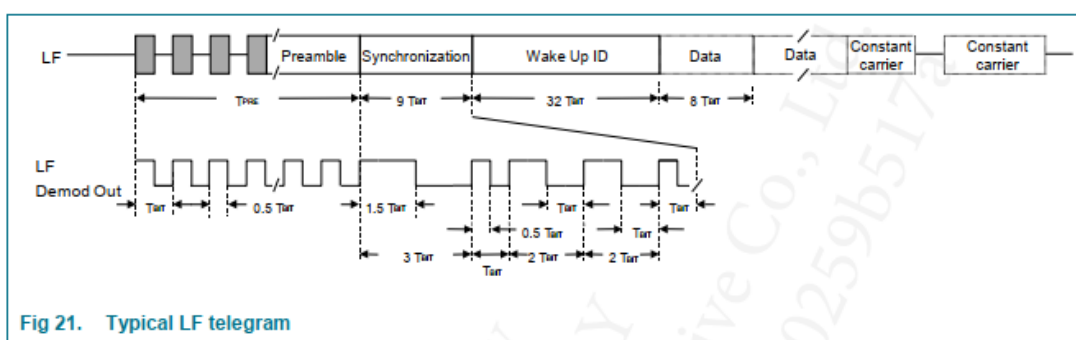 LF
Preamble Synchronization Wake Up ID Data Data Constant carrier Constant carrier
TPRE 9 TBIT 32 TBIT 8 TBIT
LF
Demod Out
TBIT 0.5 TBIT 1.5 TBIT TBIT TBIT
0.5 TBIT TBIT
3 TBIT TBIT 2 TBIT 2 TBIT
Fig 21. Typical LF telegram